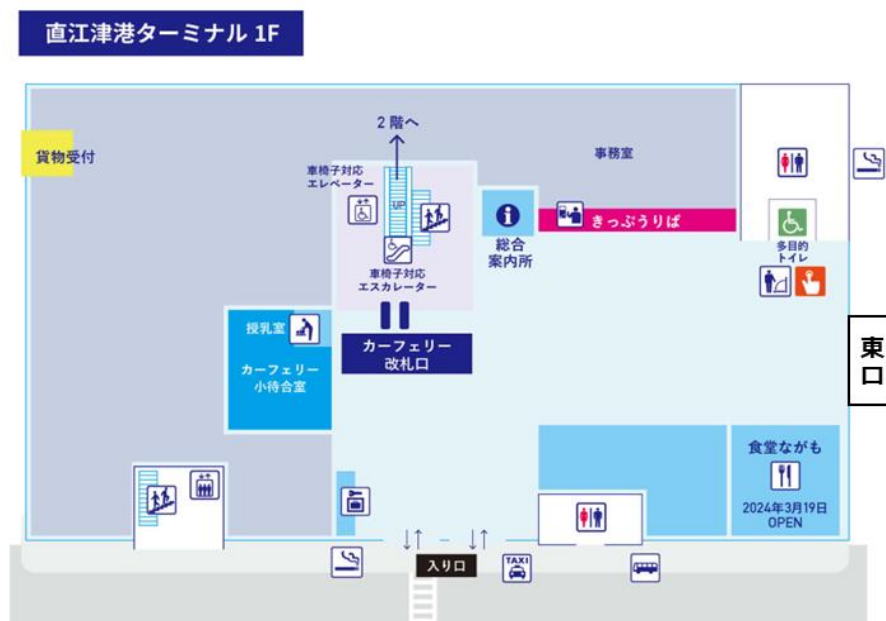 直江津港ターミナル 1F
2階へ
貨物受付
車椅子対応
エレベーター
UP
事務室
きっぷうりば
総合
案内所
多目的
トイレ
車椅子対応
エスカレーター
授乳室
カーフェリー
改札口
カーフェリー
小待合室
東口
食堂ながも
2024年3月19日
OPEN
入り口
TAXI